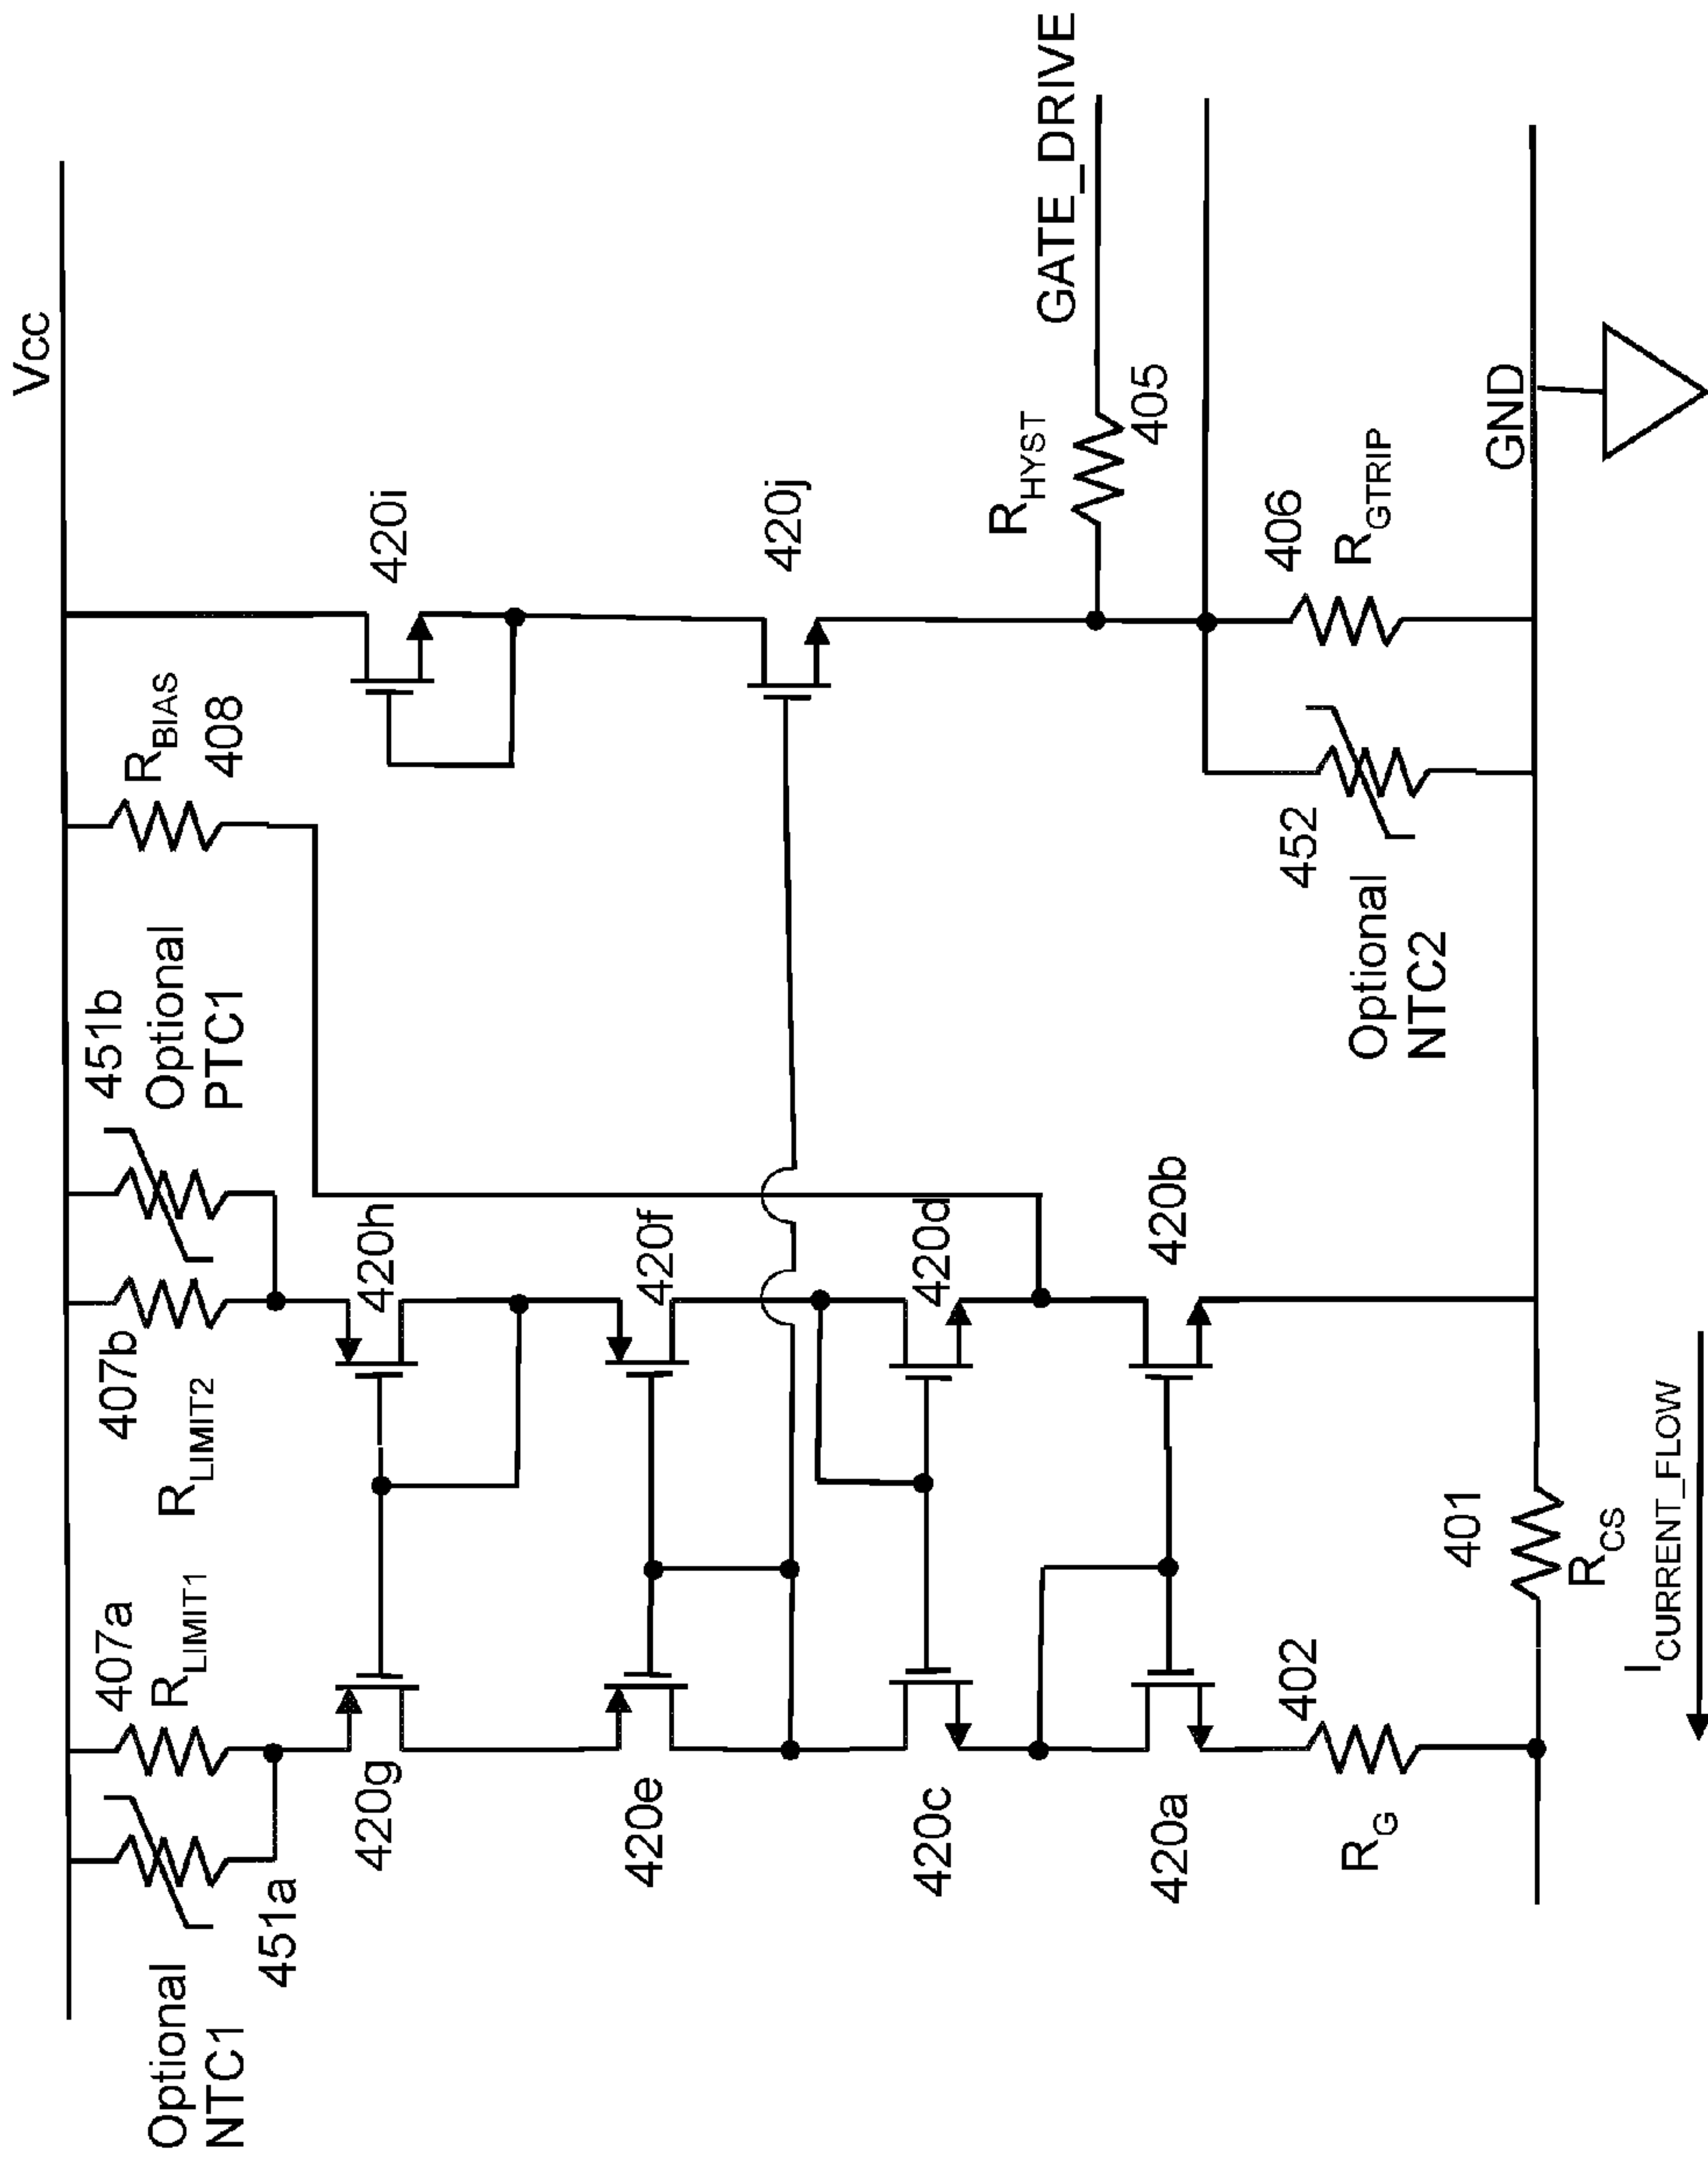 Vcc
Optional
NTC1
451a
407a
RLIMIT1
407b
RLIMIT2
451b
Optional
PTC1
RBIAS
408
420g
420h
420i
420e
420f
420j
420c
420d
420a
420b
GATE_DRIVE
RHYST
405
406
RGTRIP
452
Optional
NTC2
RG
402
401
RCS
GND
ICURRENT_FLOW